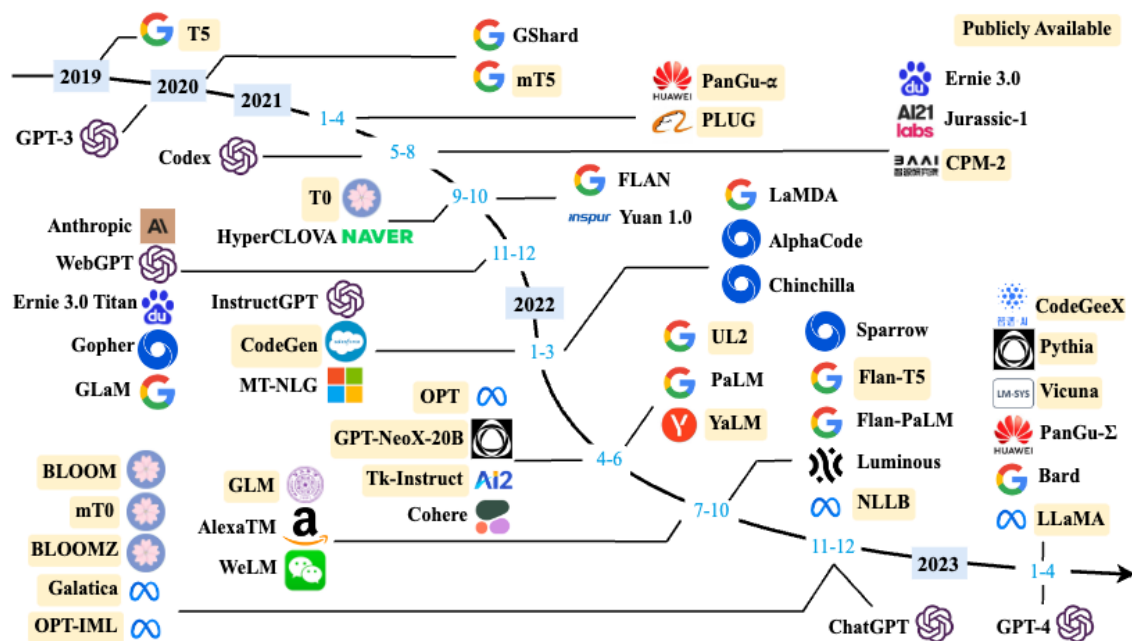 Publicly Available
T5
GShard
mT5
2019
2020
2021
PanGu-α
HUAWEI
PLUG
Ernie 3.0
du
AI21
labs
Jurassic-1
BAAI
CPM-2
GPT-3
1-4
Codex
5-8
T0
9-10
HyperCLOVA NAVER
FLAN
inspur Yuan 1.0
LaMDA
AlphaCode
Chinchilla
Anthropic AI
WebGPT
11-12
Ernie 3.0 Titan du
Gopher
GLaM
InstructGPT
CodeGen
MT-NLG
2022
1-3
UL2
PaLM
YaLM Y
Sparrow
Flan-T5
Flan-PaLM
Luminous
NLLB
CodeGeeX
Pythia
LM-SYS Vicuna
PanGu-Σ
HUAWEI
Bard
LLaMA
OPT
GPT-NeoX-20B
Tk-Instruct Ai2
Cohere
4-6
BLOOM
mT0
BLOOMZ
Galatica
OPT-IML
GLM
AlexaTM a
WeLM
7-10
11-12
2023
1-4
ChatGPT
GPT-4